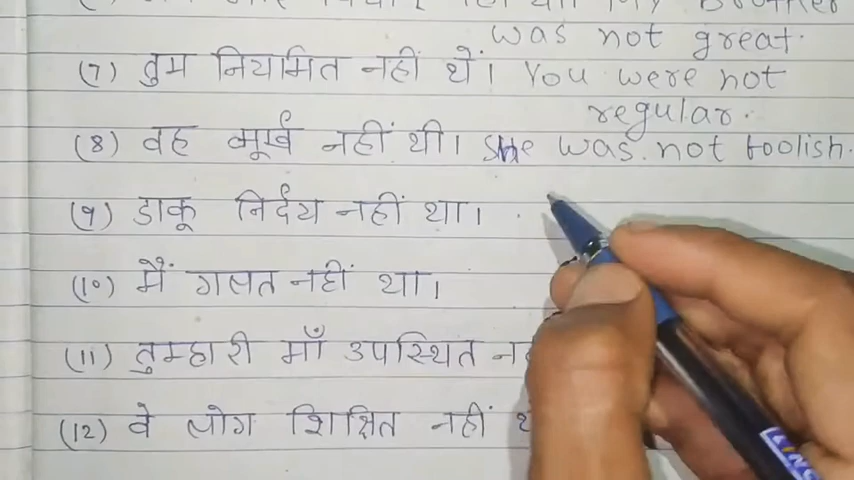 was not great.
(7) तुम नियमित नहीं थे। You were not
regular.
(8) वह मूर्ख नहीं थी। She was not foolish.
(9) डाकू निर्दय नहीं था।
(10) मैं गलत नहीं था।
(11) तुम्हारी माँ उपस्थित
(12) वे लोग शिक्षित नहीं